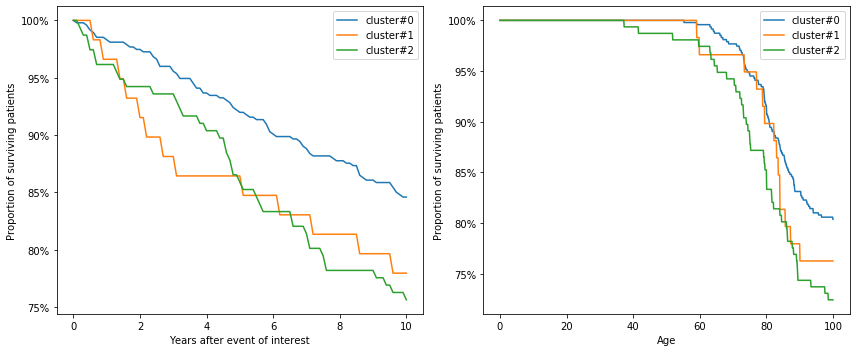 Proportion of surviving patients
100%
95%
90%
85%
80%
75%
0
2
4
6
8
10
Years after event of interest
cluster#0
cluster#1
cluster#2
Proportion of surviving patients
100%
95%
90%
85%
80%
75%
0
20
40
60
80
100
Age
cluster#0
cluster#1
cluster#2